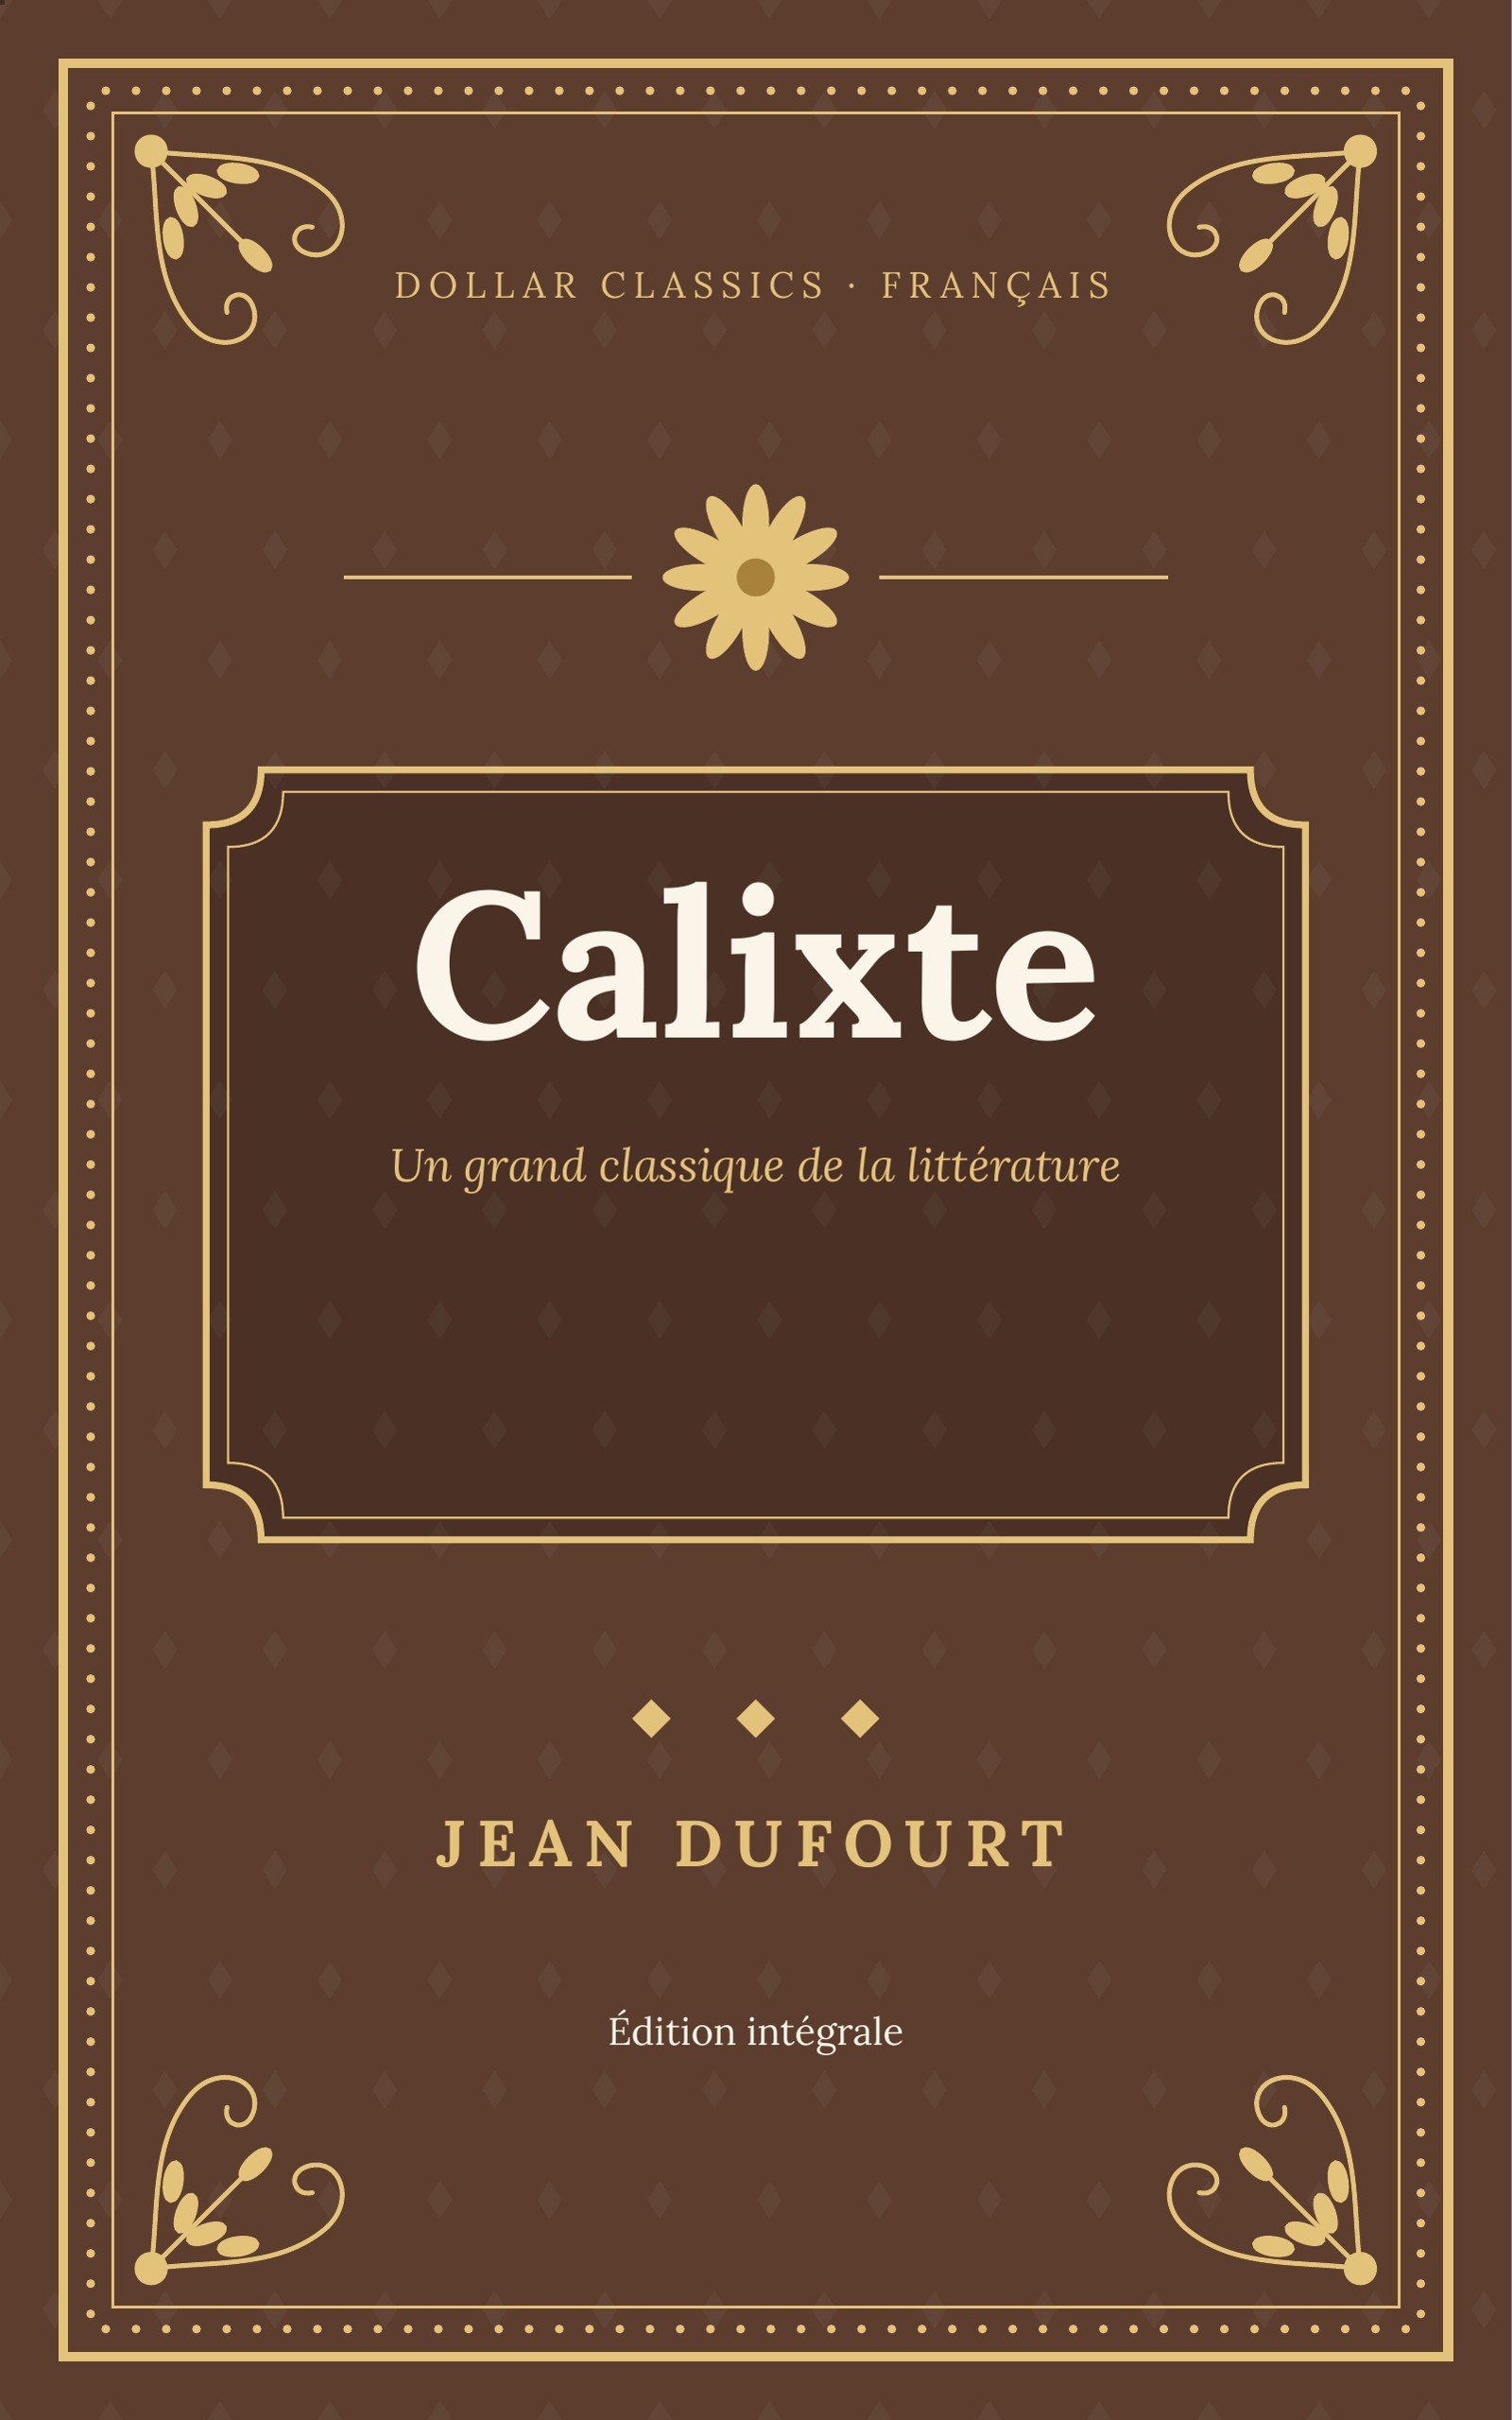 DOLLAR CLASSICS · FRANÇAIS
Calixte
Un grand classique de la littérature
JEAN DUFOURT
Édition intégrale